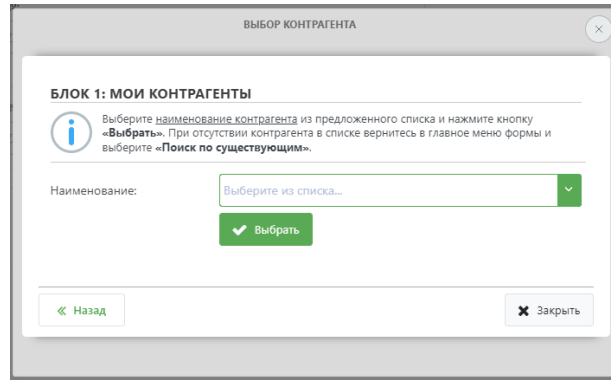 ВЫБОР КОНТРАГЕНТА
БЛОК 1: МОИ КОНТРАГЕНТЫ
Выберите наименование контрагента из предложенного списка и нажмите кнопку
«Выбрать». При отсутствии контрагента в списке вернитесь в главное меню формы и
выберите «Поиск по существующим».
Наименование:
Выберите из списка...
Выбрать
Назад
Закрыть